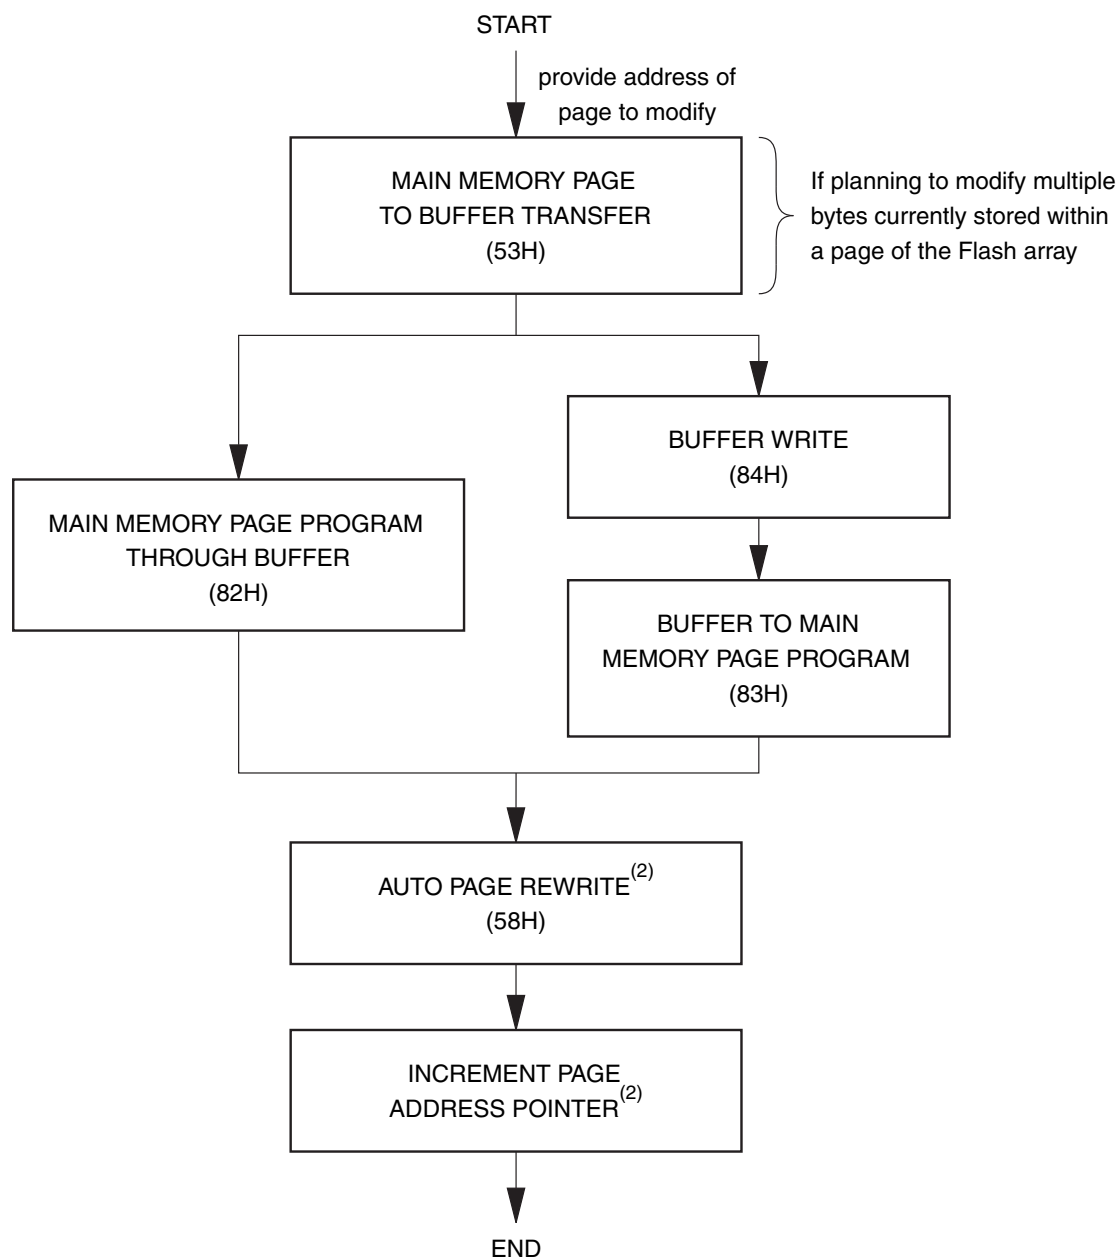 START
provide address of
page to modify
MAIN MEMORY PAGE
TO BUFFER TRANSFER
(53H)
If planning to modify multiple
bytes currently stored within
a page of the Flash array
BUFFER WRITE
(84H)
MAIN MEMORY PAGE PROGRAM
THROUGH BUFFER
(82H)
BUFFER TO MAIN
MEMORY PAGE PROGRAM
(83H)
AUTO PAGE REWRITE(2)
(58H)
INCREMENT PAGE
ADDRESS POINTER(2)
END